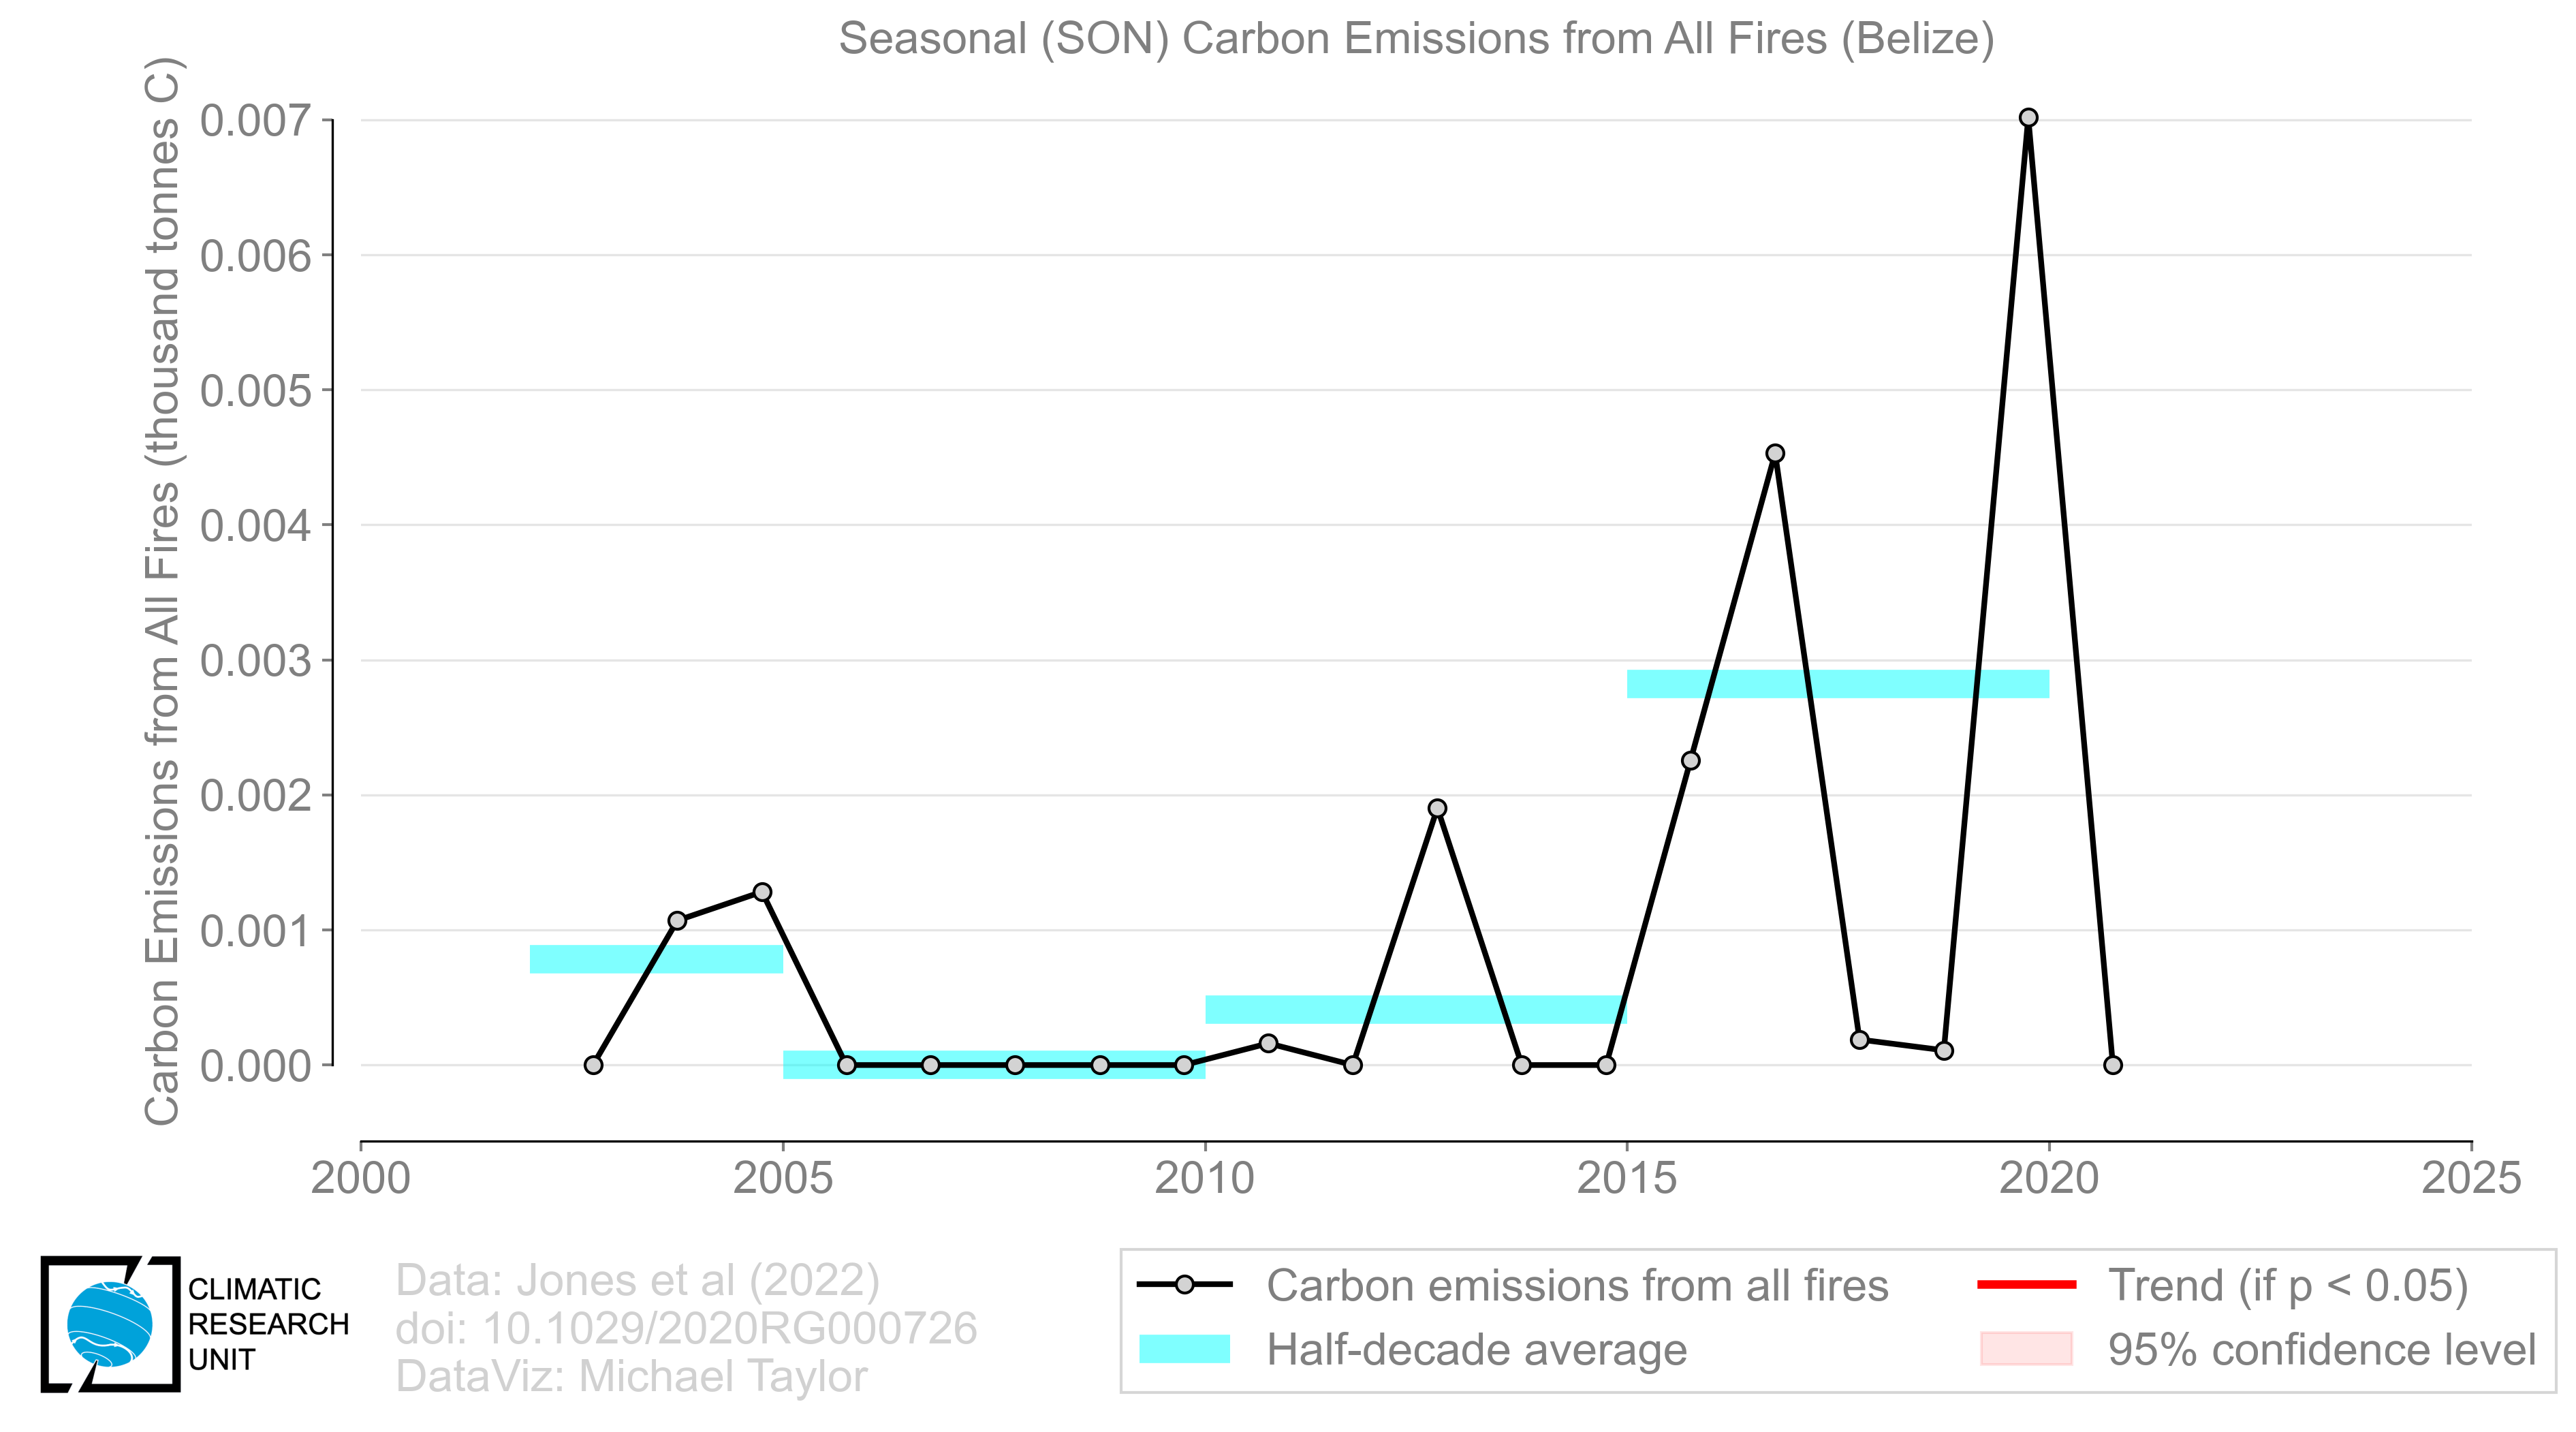 Seasonal (SON) Carbon Emissions from All Fires (Belize)
Carbon Emissions from All Fires (thousand tonnes C)
0.007
0.006
0.005
0.004
0.003
0.002
0.001
0.000
2000 2005 2010 2015 2020 2025
CLIMATIC
RESEARCH
UNIT
Data: Jones et al (2022)
doi: 10.1029/2020RG000726
DataViz: Michael Taylor
Carbon emissions from all fires
Half-decade average
Trend (if p < 0.05)
95% confidence level